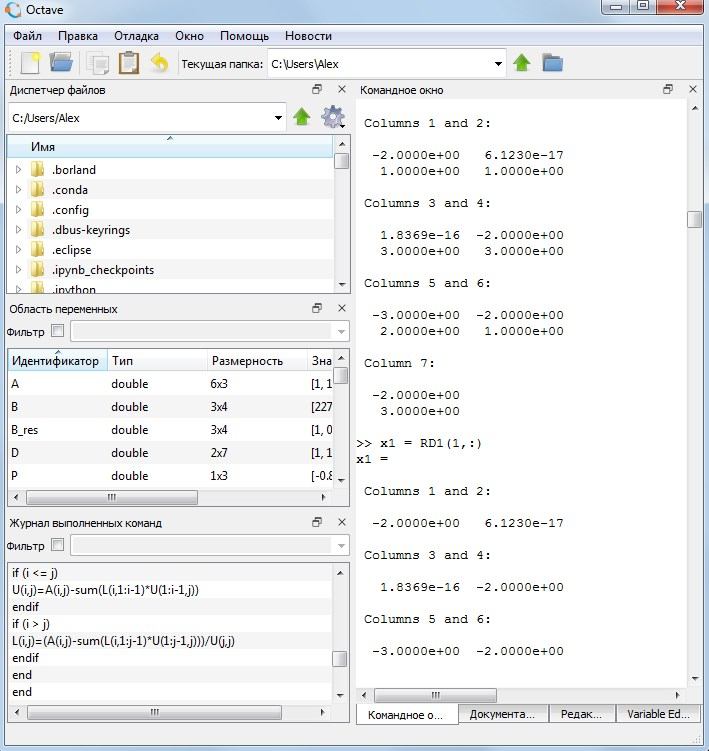 Octave
Файл Правка Отладка Окно Помощь Новости
Текущая папка: C:\Users\Alex
Диспетчер файлов
C:/Users/Alex
Имя
.borland
.conda
.config
.dbus-keyrings
.eclipse
.ipynb_checkpoints
.ipython
Область переменных
Фильтр
Идентификатор Тип Размерность Зна
A double 6x3 [1, 1
B double 3x4 [227
B_res double 3x4 [1, 0
D double 2x7 [1, 1
P double 1x3 [-0.8
Журнал выполненных команд
Фильтр
if (i <= j)
U(i,j)=A(i,j)-sum(L(i,1:i-1)*U(1:i-1,j))
endif
if (i > j)
L(i,j)=(A(i,j)-sum(L(i,1:j-1)*U(1:j-1,j)))/U(j,j)
endif
end
end
Командное окно
Columns 1 and 2:
-2.0000e+00 6.1230e-17
1.0000e+00 1.0000e+00
Columns 3 and 4:
1.8369e-16 -2.0000e+00
3.0000e+00 3.0000e+00
Columns 5 and 6:
-3.0000e+00 -2.0000e+00
2.0000e+00 1.0000e+00
Column 7:
-2.0000e+00
3.0000e+00
>> x1 = RD1(1,:)
x1 =
Columns 1 and 2:
-2.0000e+00 6.1230e-17
Columns 3 and 4:
1.8369e-16 -2.0000e+00
Columns 5 and 6:
-3.0000e+00 -2.0000e+00
Командное о... Документа... Редак... Variable Ed...